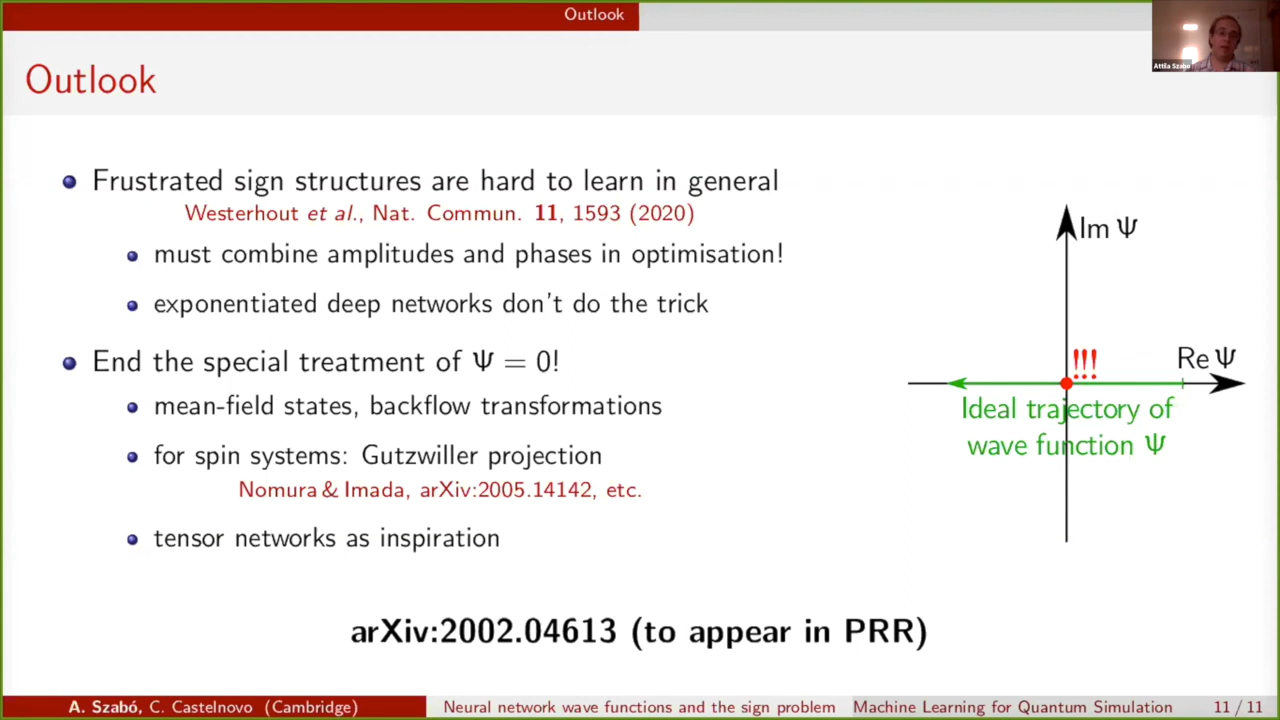 Outlook
Attila Szabó
Outlook
Frustrated sign structures are hard to learn in general
Westerhout et al., Nat. Commun. 11, 1593 (2020)
must combine amplitudes and phases in optimisation!
exponentiated deep networks don't do the trick
End the special treatment of Ψ = 0!
mean-field states, backflow transformations
for spin systems: Gutzwiller projection
Nomura & Imada, arXiv:2005.14142, etc.
tensor networks as inspiration
Im Ψ
!!!
Re Ψ
Ideal trajectory of
wave function Ψ
arXiv:2002.04613 (to appear in PRR)
A. Szabó, C. Castelnovo (Cambridge)
Neural network wave functions and the sign problem
Machine Learning for Quantum Simulation
11 / 11